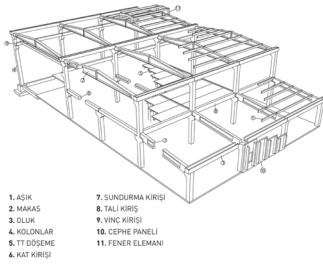 1. AŞIK
2. MAKAS
3. OLUK
4. KOLONLAR
5. TT DÖŞEME
6. KAT KİRİŞİ
7. SUNDURMA KİRİŞİ
8. TALİ KİRİŞ
9. VİNÇ KİRİŞİ
10. CEPHE PANELİ
11. FENER ELEMANI